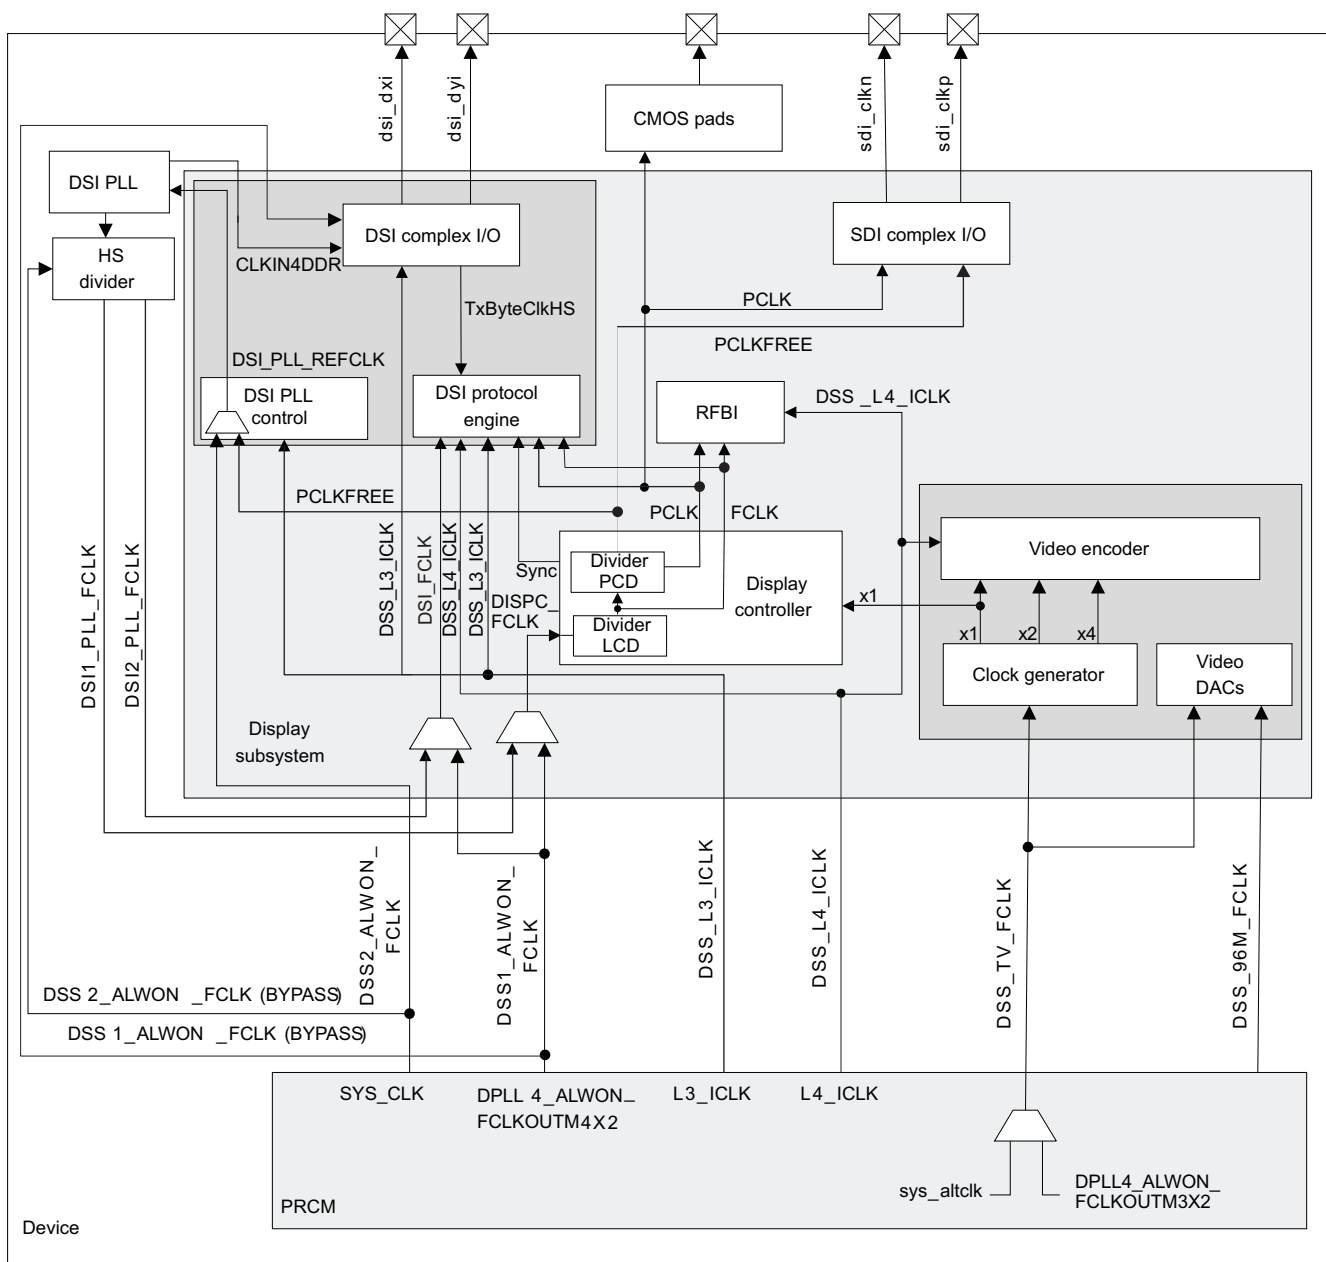 dsi_dxi
dsi_dyi
sdi_clkn
sdi_clkp
CMOS pads
DSI PLL
DSI complex I/O
SDI complex I/O
HS
divider
CLKIN4DDR
TxByteClkHS
PCLK
PCLKFREE
DSI_PLL_REFCLK
DSI PLL
control
DSI protocol
engine
RFBI
DSS _L4_ICLK
PCLKFREE
PCLK
FCLK
DSS_L3_ICLK
DSI_FCLK
DSS_L4_ICLK
DSS_L3_ICLK
Sync
DISPC_
FCLK
Divider
PCD
Divider
LCD
Display
controller
x1
Video encoder
x1
x2
x4
Clock generator
Video
DACs
DSI1_PLL_FCLK
DSI2_PLL_FCLK
Display
subsystem
DSS2_ALWON_
FCLK
DSS1_ALWON_
FCLK
DSS_L3_ICLK
DSS_L4_ICLK
DSS_TV_FCLK
DSS_96M_FCLK
DSS 2_ALWON _FCLK (BYPASS)
DSS 1_ALWON _FCLK (BYPASS)
SYS_CLK
DPLL 4_ALWON_
FCLKOUTM4X2
L3_ICLK
L4_ICLK
sys_altclk
DPLL4_ALWON_
FCLKOUTM3X2
PRCM
Device